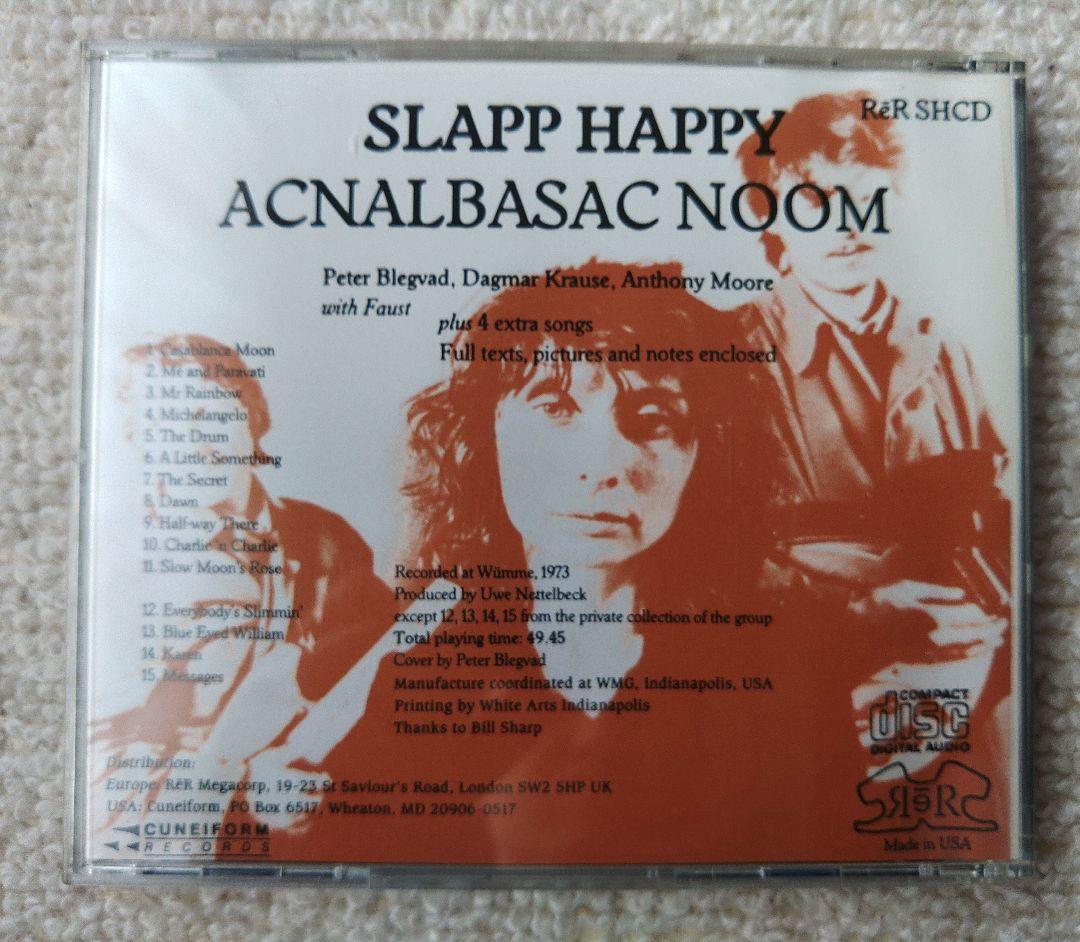 SLAPP HAPPY
RēR SHCD
ACNALBASAC NOOM
Peter Blegvad, Dagmar Krause, Anthony Moore
with Faust
plus 4 extra songs
Full texts, pictures and notes enclosed
1. Casablanca Moon
2. Me and Paravati
3. Mr Rainbow
4. Michelangelo
5. The Drum
6. A Little Something
7. The Secret
8. Dawn
9. Half-way There
10. Charlie 'n Charlie
11. Slow Moon's Rose
12. Everybody's Slimmin'
13. Blue Eyed William
14. Karen
15. Messages
Recorded at Wümme, 1973
Produced by Uwe Nettelbeck
except 12, 13, 14, 15 from the private collection of the group
Total playing time: 49.45
Cover by Peter Blegvad
Manufacture coordinated at WMG, Indianapolis, USA
Printing by White Arts Indianapolis
Thanks to Bill Sharp
Distribution:
Europe: RēR Megacorp, 19-23 St Saviour's Road, London SW2 5HP UK
USA: Cuneiform, PO Box 6517, Wheaton, MD 20906-0517
CUNEIFORM
RECORDS
COMPACT
disc
DIGITAL AUDIO
ЯēR
Made in USA